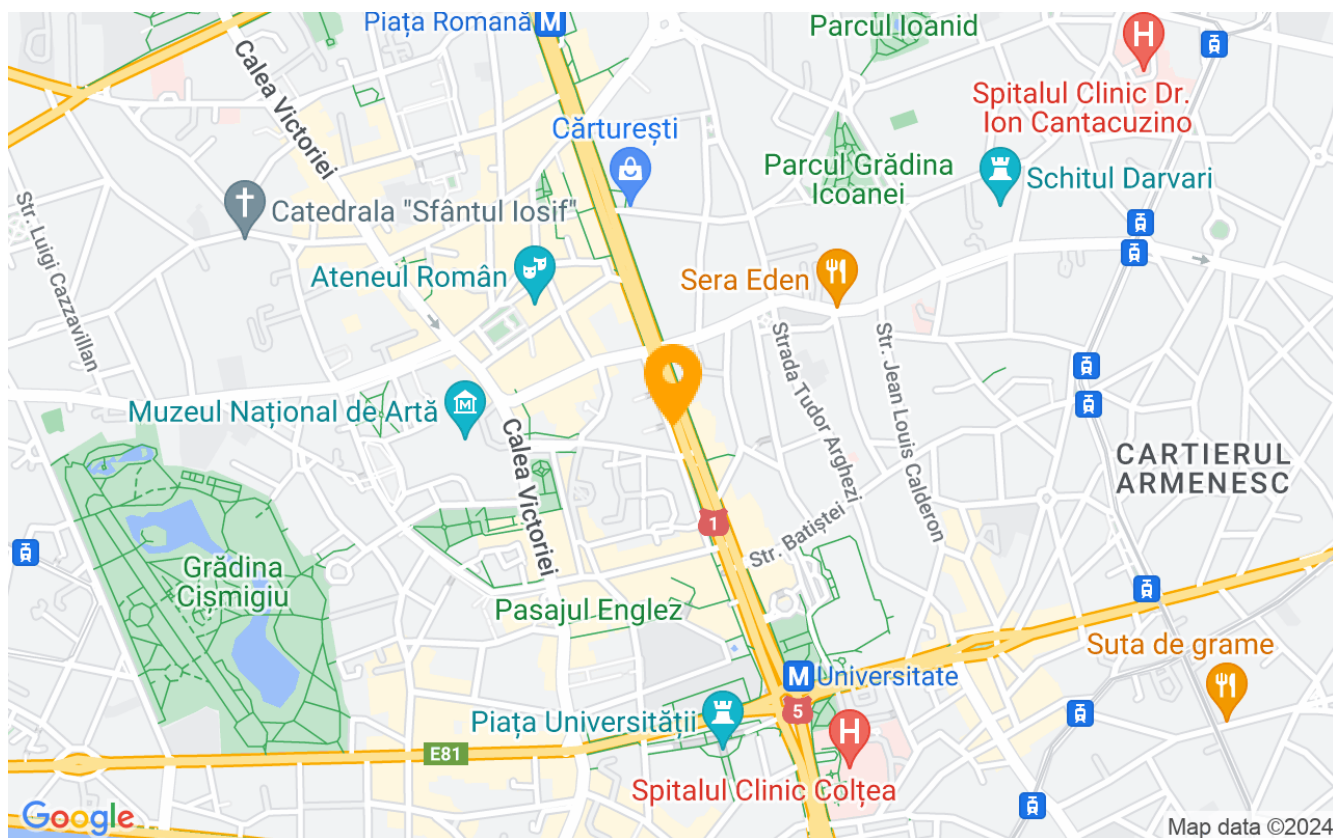 Piața Romană
M
Calea Victoriei
Parcul Ioanid
H
Spitalul Clinic Dr.
Ion Cantacuzino
Cărturești
Parcul Grădina
Icoanei
Schitul Darvari
Str. Luigi Cazzavillan
Catedrala "Sfântul Iosif"
Ateneul Român
Sera Eden
Strada Tudor Arghezi
Str. Jean Louis Calderon
Muzeul Național de Artă
M
Calea Victoriei
CARTIERUL
ARMENESC
1
Str. Batiștei
Grădina
Cișmigiu
Pasajul Englez
Suta de grame
M
Universitate
5
Piața Universității
H
E81
Spitalul Clinic Colțea
Google
Map data ©2024